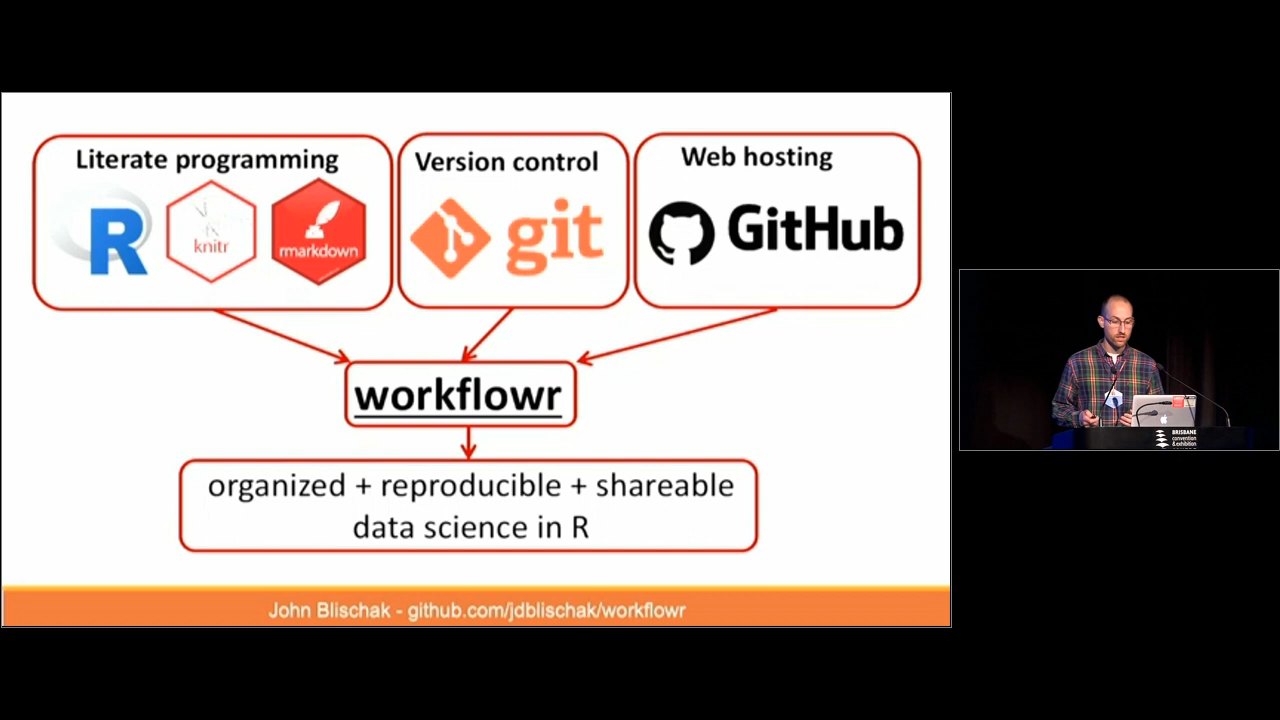 Literate programming
Version control
Web hosting
R
knitr
rmarkdown
git
GitHub
workflowr
organized + reproducible + shareable
data science in R
John Blischak - github.com/jdblischak/workflowr
BRISBANE
convention
& exhibition